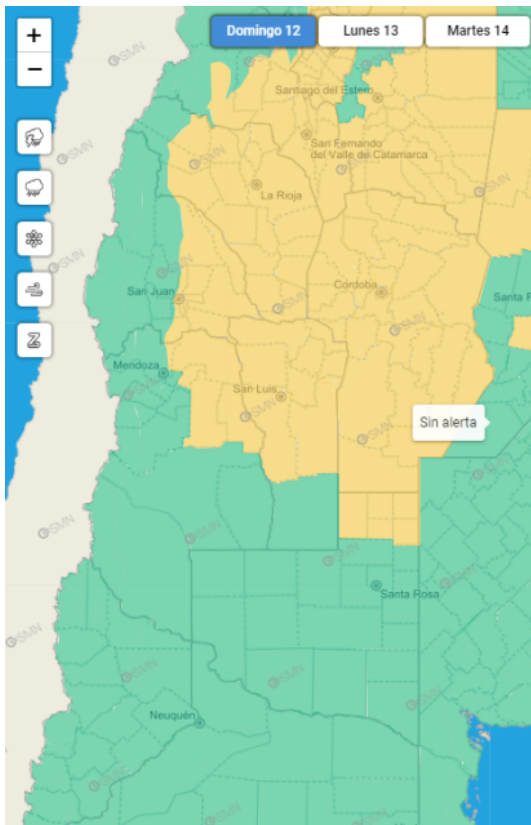 +
Domingo 12
Lunes 13
Martes 14
−
SMN
Santiago del Estero
San Fernando
del Valle de Catamarca
La Rioja
San Juan
Córdoba
Mendoza
San Luis
Sin alerta
Santa Rosa
Neuquén